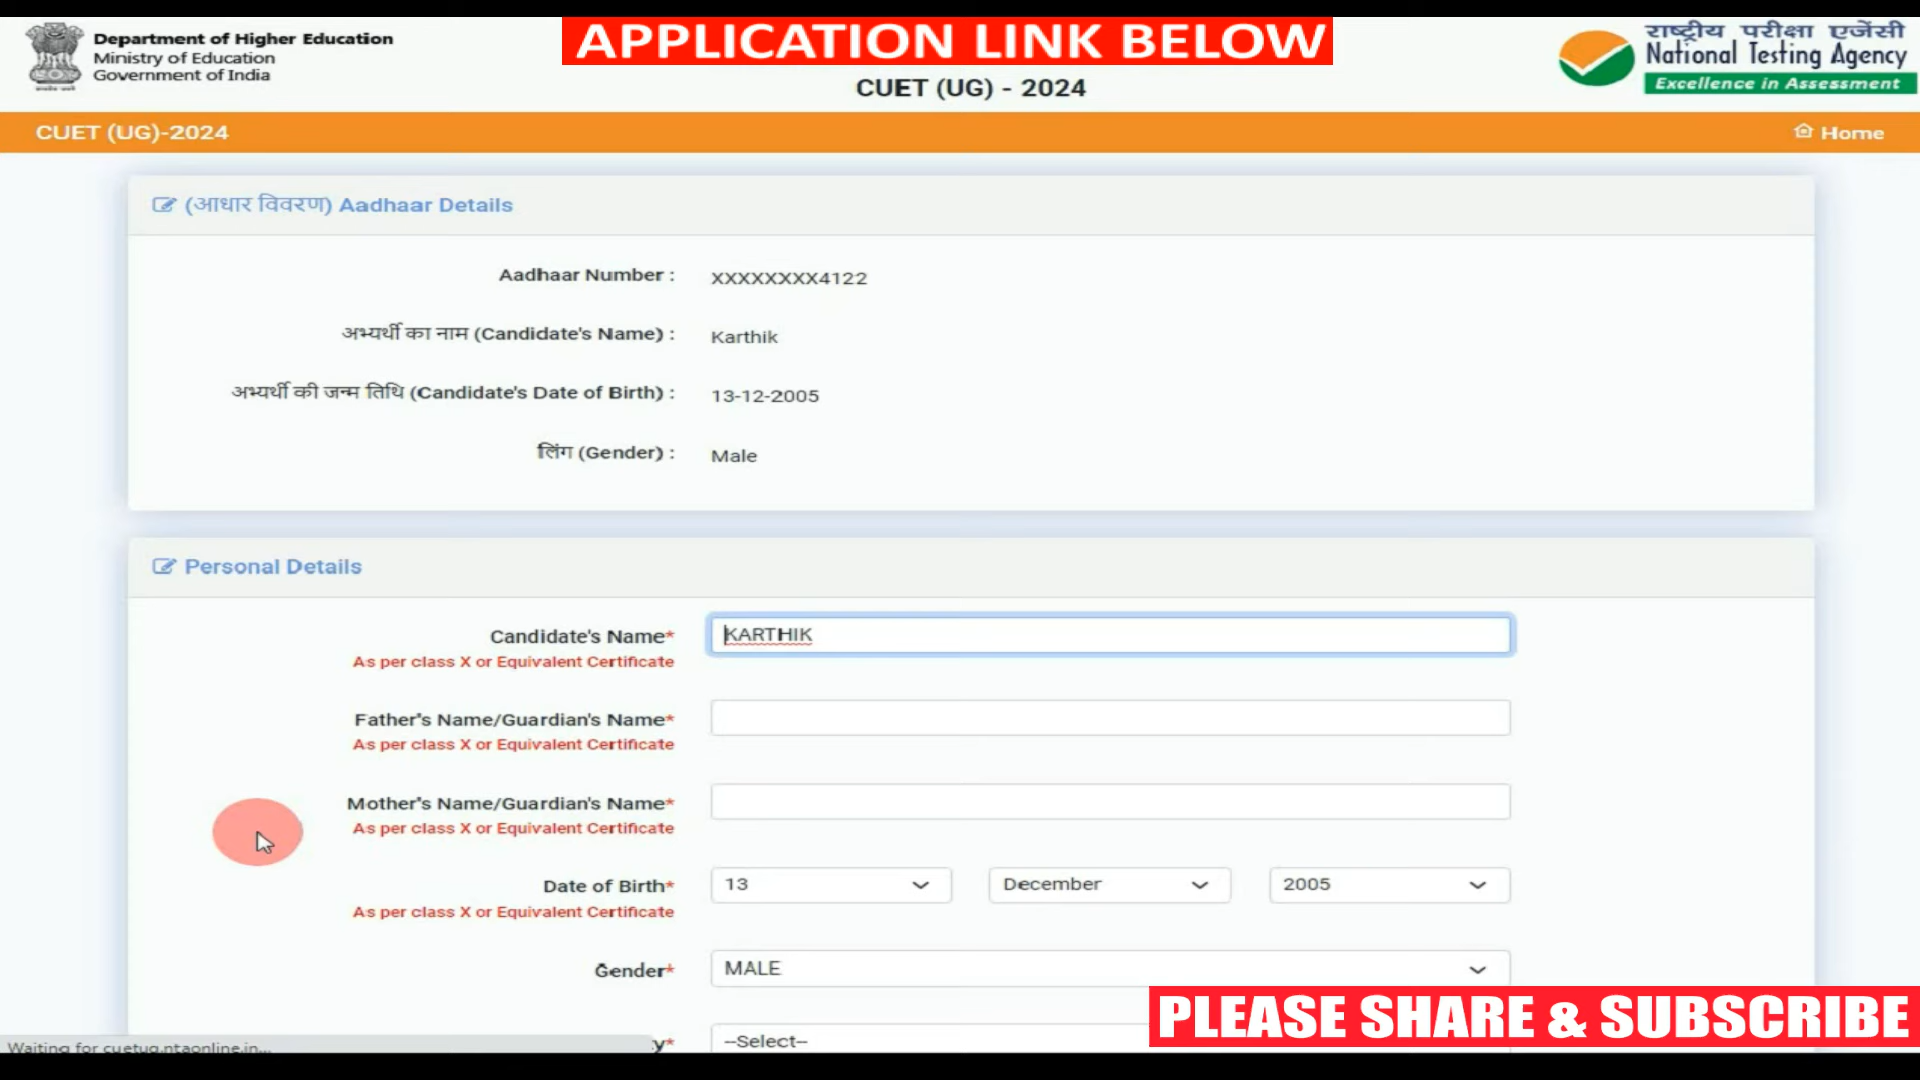 Department of Higher Education
Ministry of Education
Government of India
APPLICATION LINK BELOW
CUET (UG) - 2024
राष्ट्रीय परीक्षा एजेंसी
National Testing Agency
Excellence in Assessment
CUET (UG)-2024
Home
(आधार विवरण) Aadhaar Details
Aadhaar Number : XXXXXXXX4122
अभ्यर्थी का नाम (Candidate's Name) : Karthik
अभ्यर्थी की जन्म तिथि (Candidate's Date of Birth) : 13-12-2005
लिंग (Gender) : Male
Personal Details
Candidate's Name* KARTHIK
As per class X or Equivalent Certificate
Father's Name/Guardian's Name*
As per class X or Equivalent Certificate
Mother's Name/Guardian's Name*
As per class X or Equivalent Certificate
Date of Birth* 13 December 2005
As per class X or Equivalent Certificate
Gender* MALE
PLEASE SHARE & SUBSCRIBE
y* --Select--
Waiting for cuetug.ntaonline.in...